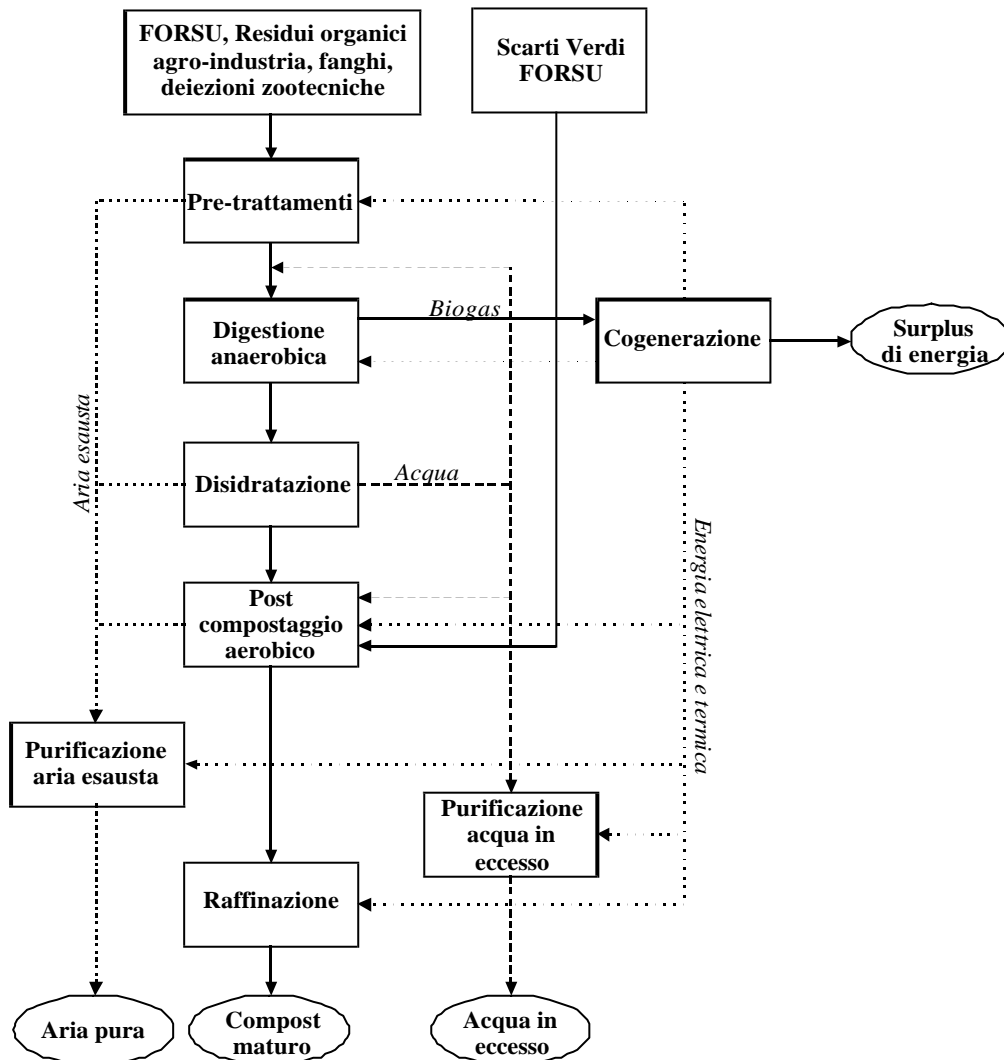 FORSU, Residui organici
agro-industria, fanghi,
deiezioni zootecniche
Scarti Verdi
FORSU
Pre-trattamenti
Biogas
Digestione
anaerobica
Cogenerazione
Surplus
di energia
Aria esausta
Disidratazione
Acqua
Energia elettrica e termica
Post
compostaggio
aerobico
Purificazione
aria esausta
Purificazione
acqua in
eccesso
Raffinazione
Aria pura
Compost
maturo
Acqua in
eccesso